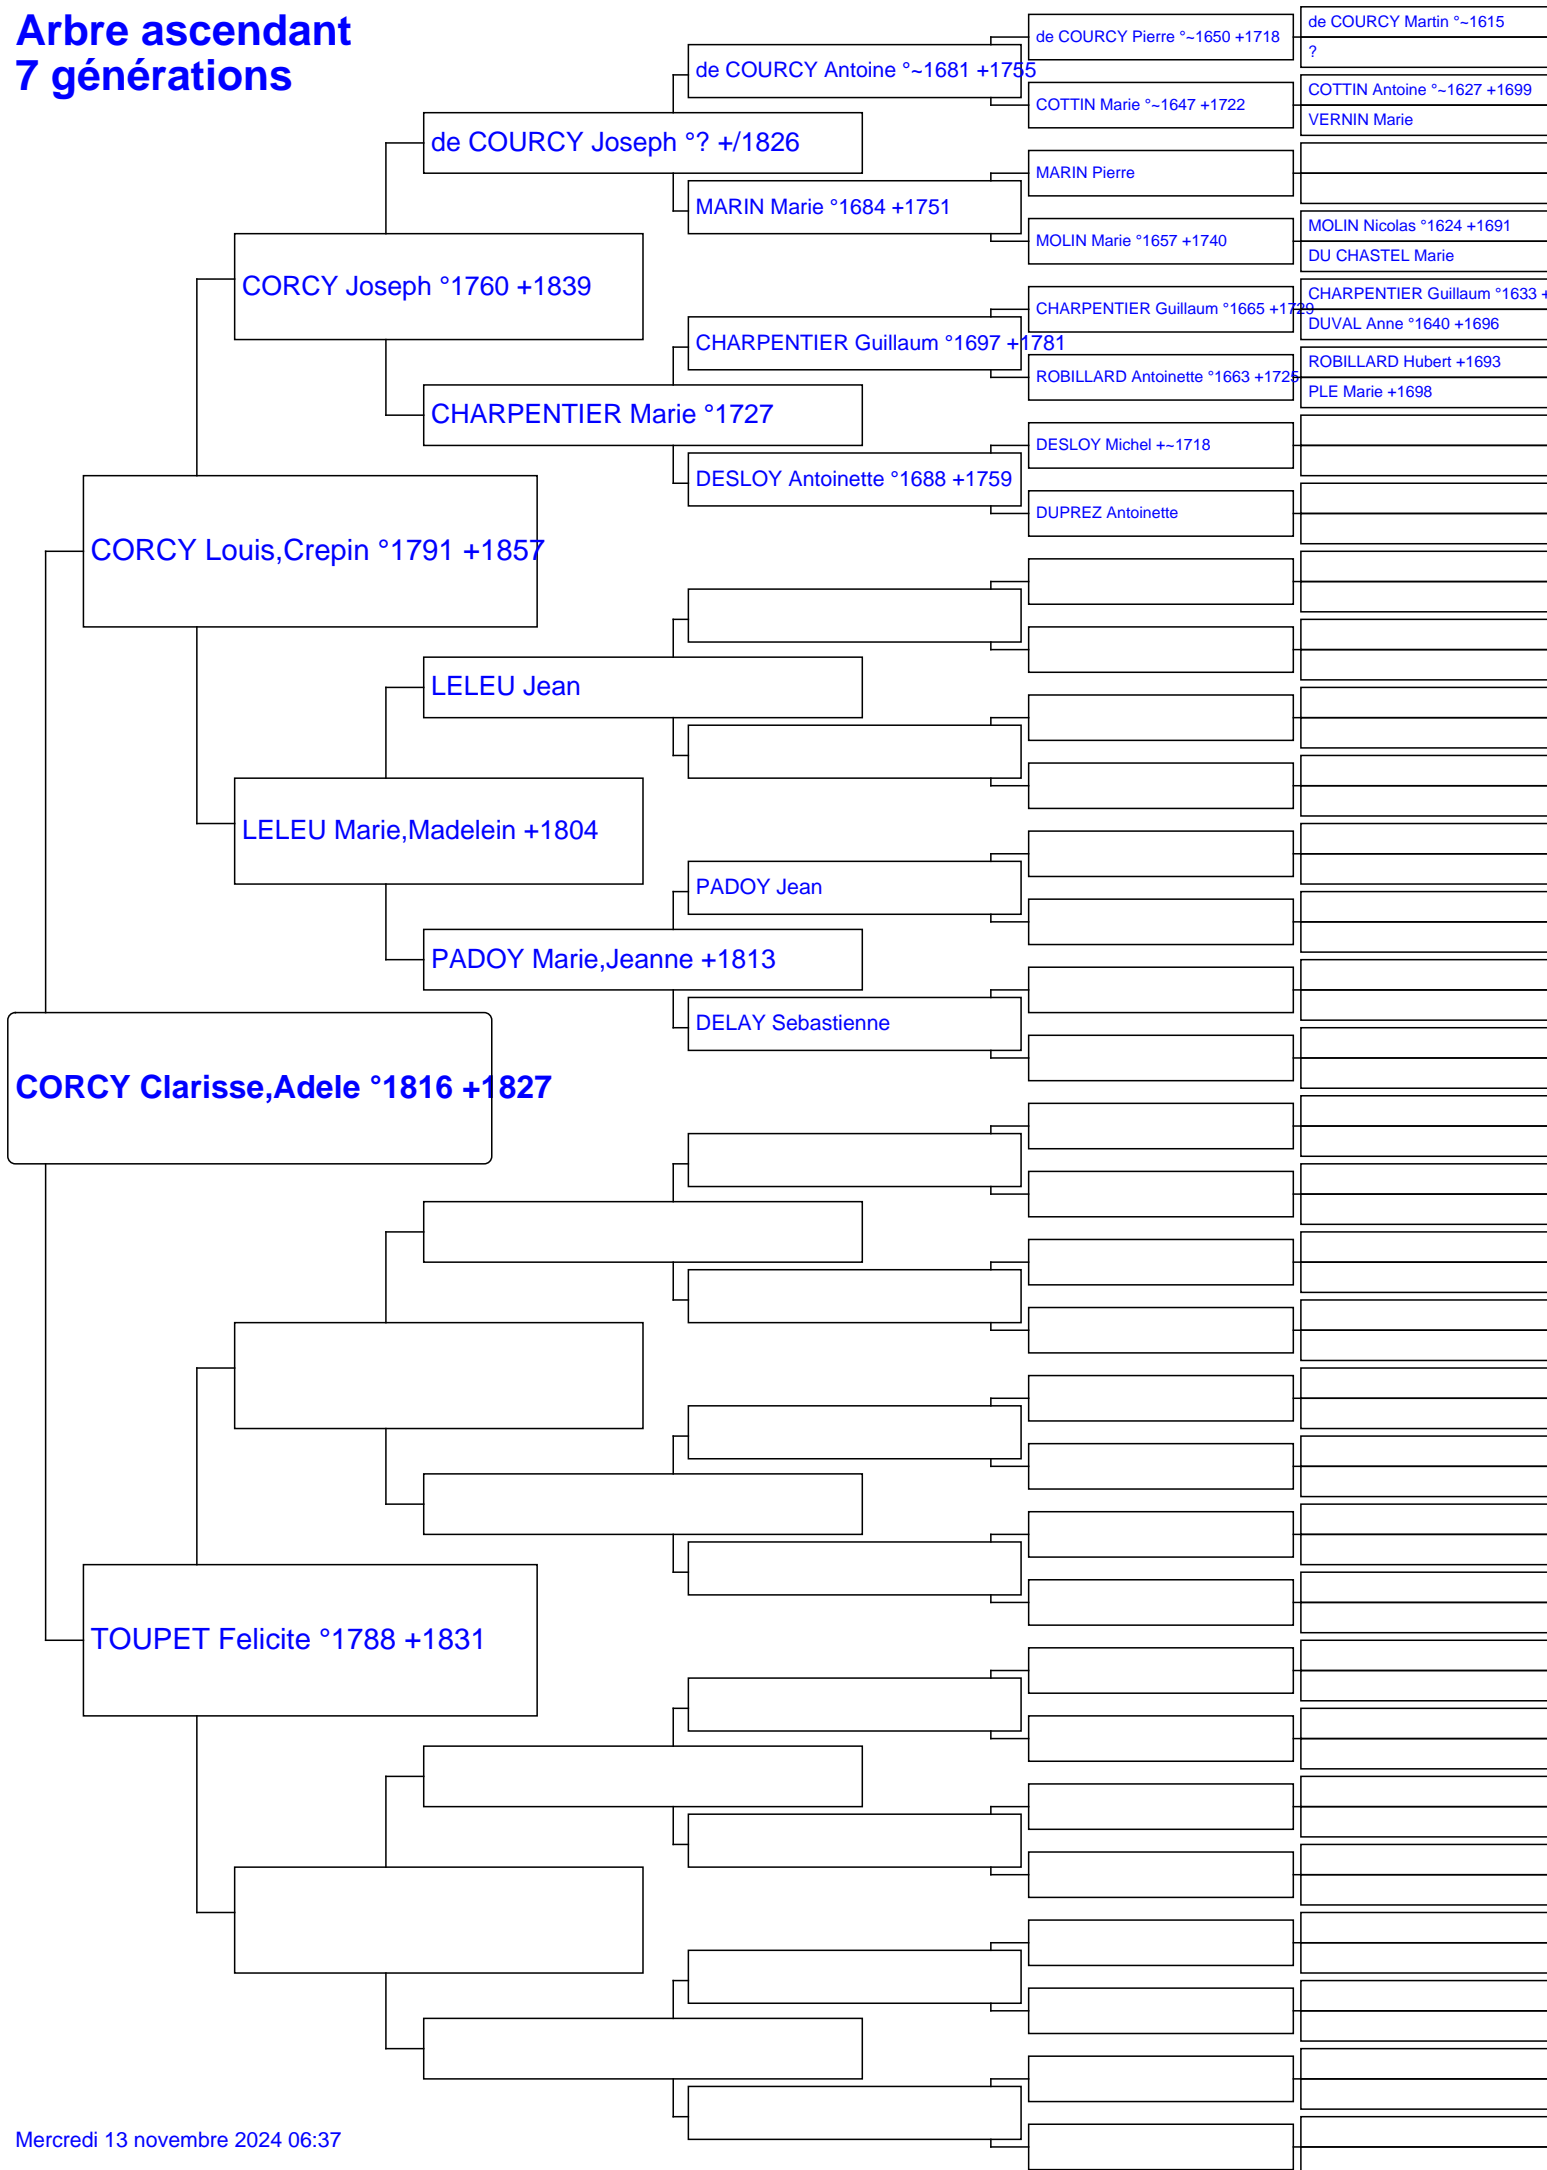 Arbre ascendant
7 générations
de COURCY Martin °~1615
de COURCY Pierre °~1650 +1718
?
de COURCY Antoine °~1681 +1755
COTTIN Antoine °~1627 +1699
COTTIN Marie °~1647 +1722
VERNIN Marie
de COURCY Joseph °? +/1826
MARIN Pierre
MARIN Marie °1684 +1751
MOLIN Nicolas °1624 +1691
MOLIN Marie °1657 +1740
DU CHASTEL Marie
CORCY Joseph °1760 +1839
CHARPENTIER Guillaum °1633 +
CHARPENTIER Guillaum °1665 +1729
DUVAL Anne °1640 +1696
CHARPENTIER Guillaum °1697 +1781
ROBILLARD Hubert +1693
ROBILLARD Antoinette °1663 +1725
PLE Marie +1698
CHARPENTIER Marie °1727
DESLOY Michel +~1718
DESLOY Antoinette °1688 +1759
DUPREZ Antoinette
CORCY Louis,Crepin °1791 +1857
LELEU Jean
LELEU Marie,Madelein +1804
PADOY Jean
PADOY Marie,Jeanne +1813
DELAY Sebastienne
CORCY Clarisse,Adele °1816 +1827
TOUPET Felicite °1788 +1831
Mercredi 13 novembre 2024 06:37